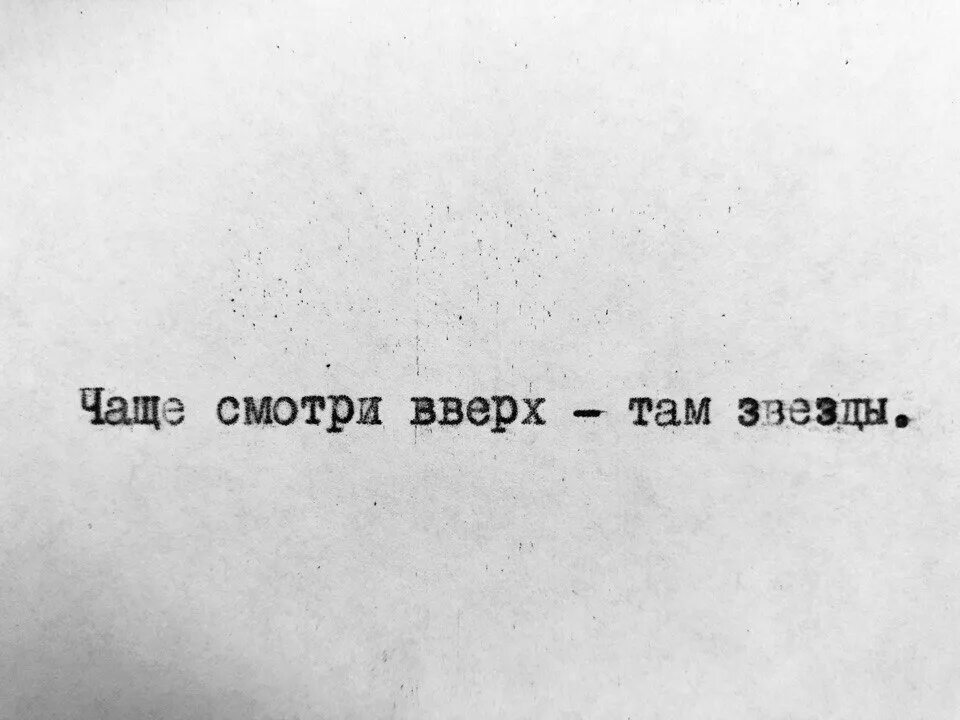 Чаще смотри вверх – там звезды.